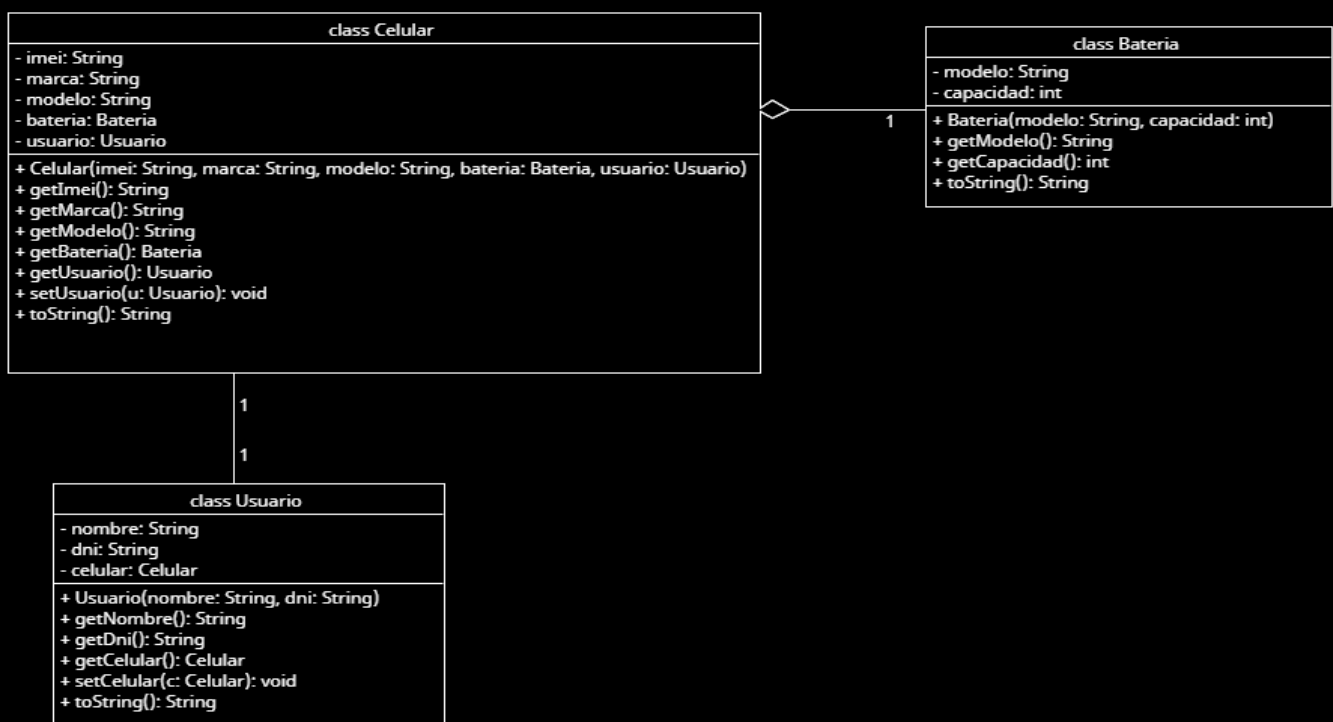 class Celular
- imei: String
- marca: String
- modelo: String
- bateria: Bateria
- usuario: Usuario
+ Celular(imei: String, marca: String, modelo: String, bateria: Bateria, usuario: Usuario)
+ getImei(): String
+ getMarca(): String
+ getModelo(): String
+ getBateria(): Bateria
+ getUsuario(): Usuario
+ setUsuario(u: Usuario): void
+ toString(): String
1
class Bateria
- modelo: String
- capacidad: int
+ Bateria(modelo: String, capacidad: int)
+ getModelo(): String
+ getCapacidad(): int
+ toString(): String
1
1
class Usuario
- nombre: String
- dni: String
- celular: Celular
+ Usuario(nombre: String, dni: String)
+ getNombre(): String
+ getDni(): String
+ getCelular(): Celular
+ setCelular(c: Celular): void
+ toString(): String